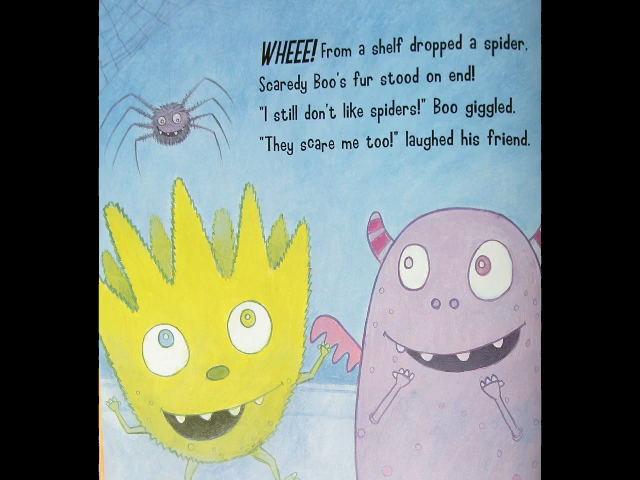 WHEEE! From a shelf dropped a spider.
Scaredy Boo's fur stood on end!
"I still don't like spiders!" Boo giggled.
"They scare me too!" laughed his friend.